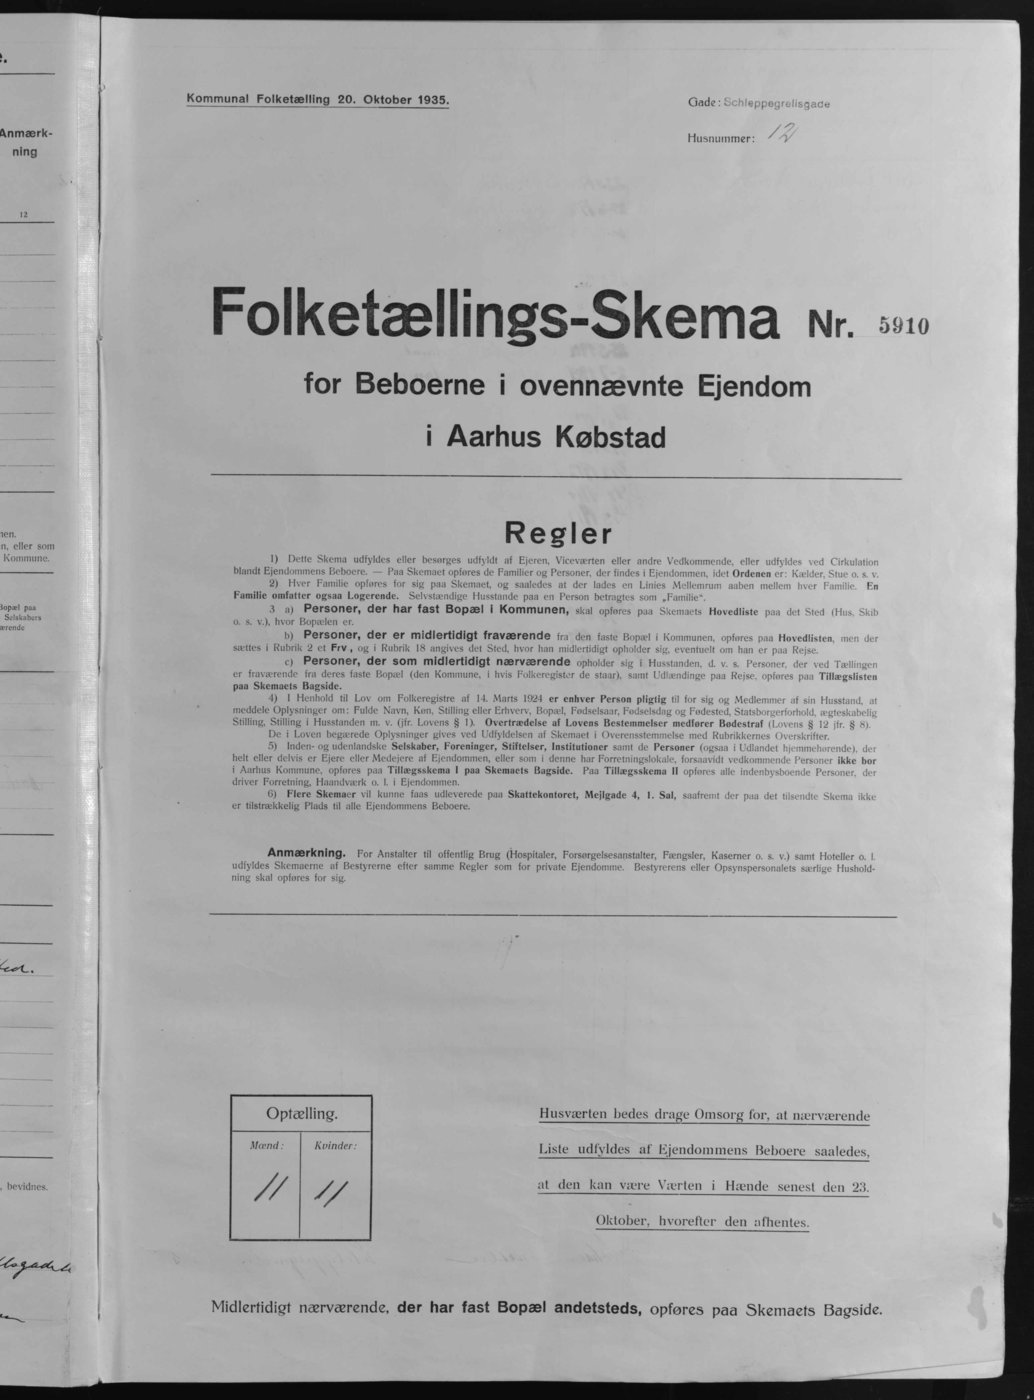 .
Anmærk-
ning
12
n, eller som
Kommune.
Bopæl paa
Selskabers
ærende
ted.
, bevidnes.
Kommunal Folketælling 20. Oktober 1935.
Gade: Schleppegrellsgade
Husnummer: 12
Folketællings-Skema Nr. 5910
for Beboerne i ovennævnte Ejendom
i Aarhus Købstad
Regler
1) Dette Skema udfyldes eller besørges udfyldt af Ejeren, Viceværten eller andre Vedkommende, eller udfyldes ved Cirkulation
blandt Ejendommens Beboere. — Paa Skemaet opføres de Familier og Personer, der findes i Ejendommen, idet Ordenen er: Kælder, Stue o. s. v.
2) Hver Familie opføres for sig paa Skemaet, og saaledes at der lades en Linies Mellemrum aaben mellem hver Familie. En
Familie omfatter ogsaa Logerende. Selvstændige Husstande paa en Person betragtes som „Familie“.
3 a) Personer, der har fast Bopæl i Kommunen, skal opføres paa Skemaets Hovedliste paa det Sted (Hus, Skib
o. s. v.), hvor Bopælen er.
b) Personer, der er midlertidigt fraværende fra den faste Bopæl i Kommunen, opføres paa Hovedlisten, men der
sættes i Rubrik 2 et Frv, og i Rubrik 18 angives det Sted, hvor han midlertidigt opholder sig, eventuelt om han er paa Rejse.
c) Personer, der som midlertidigt nærværende opholder sig i Husstanden, d. v. s. Personer, der ved Tællingen
er fraværende fra deres faste Bopæl (den Kommune, i hvis Folkeregister de staar), samt Udlændinge paa Rejse, opføres paa Tillægslisten
paa Skemaets Bagside.
4) I Henhold til Lov om Folkeregistre af 14. Marts 1924 er enhver Person pligtig til for sig og Medlemmer af sin Husstand, at
meddele Oplysninger om: Fulde Navn, Køn, Stilling eller Erhverv, Bopæl, Fødselsaar, Fødselsdag og Fødested, Statsborgerforhold, ægteskabelig
Stilling, Stilling i Husstanden m. v. (jfr. Lovens § 1). Overtrædelse af Lovens Bestemmelser medfører Bødestraf (Lovens § 12 jfr. § 8).
De i Loven begærede Oplysninger gives ved Udfyldelsen af Skemaet i Overensstemmelse med Rubrikkernes Overskrifter.
5) Inden- og udenlandske Selskaber, Foreninger, Stiftelser, Institutioner samt de Personer (ogsaa i Udlandet hjemmehørende), der
helt eller delvis er Ejere eller Medejere af Ejendommen, eller som i denne har Forretningslokale, forsaavidt vedkommende Personer ikke bor
i Aarhus Kommune, opføres paa Tillægsskema I paa Skemaets Bagside. Paa Tillægsskema II opføres alle indenbysboende Personer, der
driver Forretning, Haandværk o. l. i Ejendommen.
6) Flere Skemaer vil kunne faas udleverede paa Skattekontoret, Mejlgade 4, 1. Sal, saafremt der paa det tilsendte Skema ikke
er tilstrækkelig Plads til alle Ejendommens Beboere.
Anmærkning. For Anstalter til offentlig Brug (Hospitaler, Forsørgelsesanstalter, Fængsler, Kaserner o. s. v.) samt Hoteller o. l.
udfyldes Skemaerne af Bestyrerne efter samme Regler som for private Ejendomme. Bestyrerens eller Opsynspersonalets særlige Hushold-
ning skal opføres for sig.
Optælling.
Mænd: Kvinder:
11 11
Husværten bedes drage Omsorg for, at nærværende
Liste udfyldes af Ejendommens Beboere saaledes,
at den kan være Værten i Hænde senest den 23.
Oktober, hvorefter den afhentes.
Midlertidigt nærværende, der har fast Bopæl andetsteds, opføres paa Skemaets Bagside.